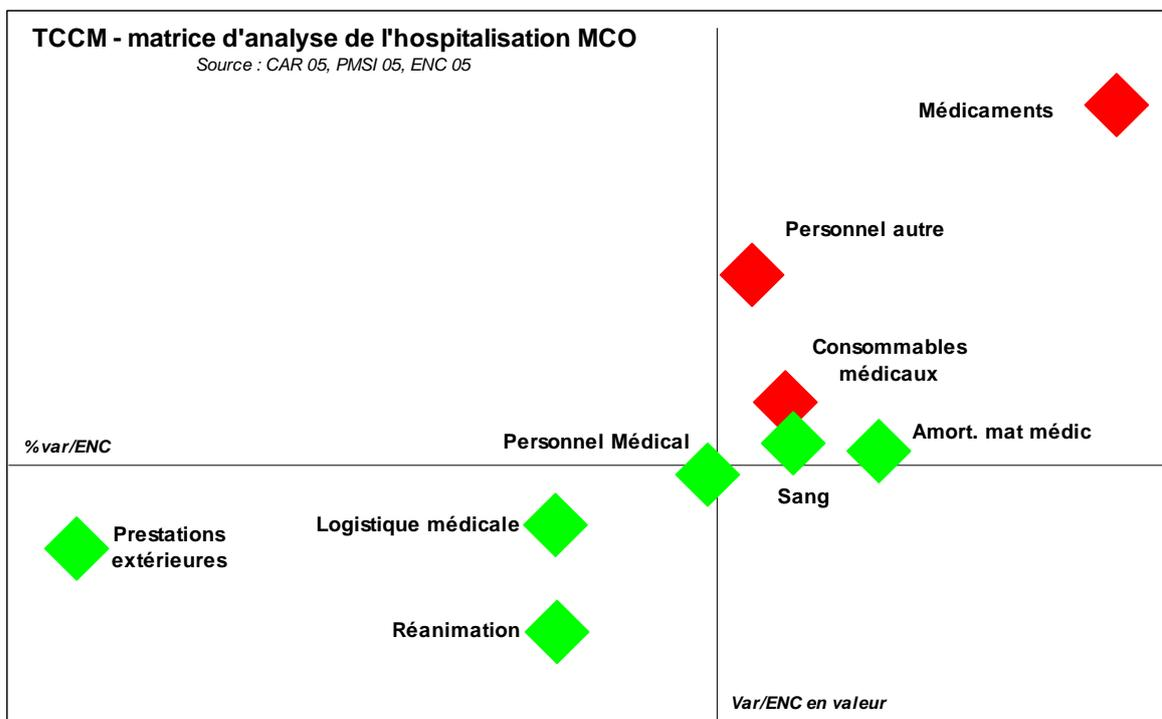 TCCM - matrice d'analyse de l'hospitalisation MCO
Source : CAR 05, PMSI 05, ENC 05
Médicaments
Personnel autre
Consommables
médicaux
Amort. mat médic
Personnel Médical
%var/ENC
Sang
Logistique médicale
Prestations
extérieures
Réanimation
Var/ENC en valeur